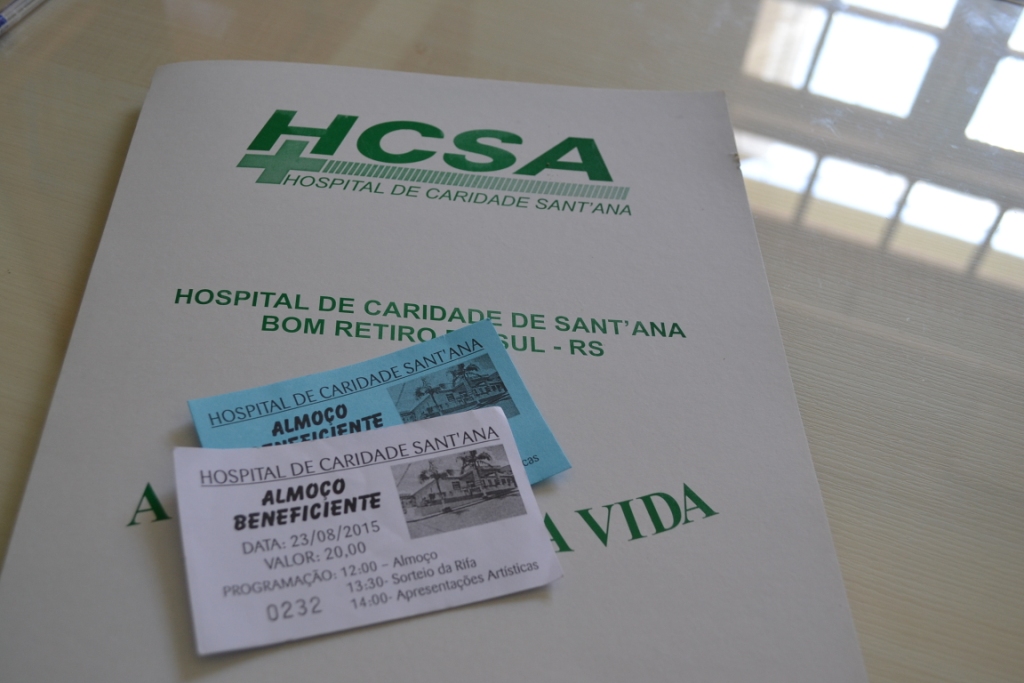 HCSA
HOSPITAL DE CARIDADE SANT'ANA
HOSPITAL DE CARIDADE DE SANT'ANA
BOM RETIRO SUL - RS
HOSPITAL DE CARIDADE SANT'ANA
ALMOÇO
BENEFICIENTE
HOSPITAL DE CARIDADE SANT'ANA
ALMOÇO
BENEFICIENTE
DATA: 23/08/2015
VALOR: 20,00
PROGRAMAÇÃO: 12:00 - Almoço
13:30- Sorteio da Rifa
14:00- Apresentações Artísticas
0232
A VIDA